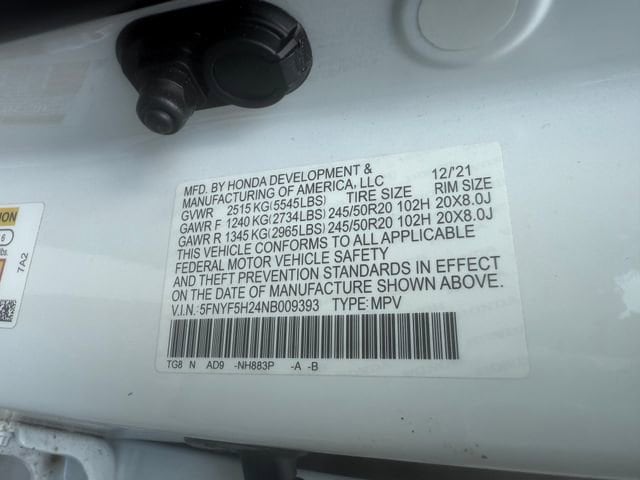 MFD. BY HONDA DEVELOPMENT & 12/'21
MANUFACTURING OF AMERICA, LLC
GVWR 2515 KG(5545LBS) TIRE SIZE RIM SIZE
GAWR F 1240 KG(2734LBS) 245/50R20 102H 20X8.0J
GAWR R 1345 KG(2965LBS) 245/50R20 102H 20X8.0J
THIS VEHICLE CONFORMS TO ALL APPLICABLE
FEDERAL MOTOR VEHICLE SAFETY
AND THEFT PREVENTION STANDARDS IN EFFECT
ON THE DATE OF MANUFACTURE SHOWN ABOVE.
V.I.N.: 5FNYF5H24NB009393 TYPE:MPV
TG8 N AD9 -NH883P -A -B
6
lbs.
7A2